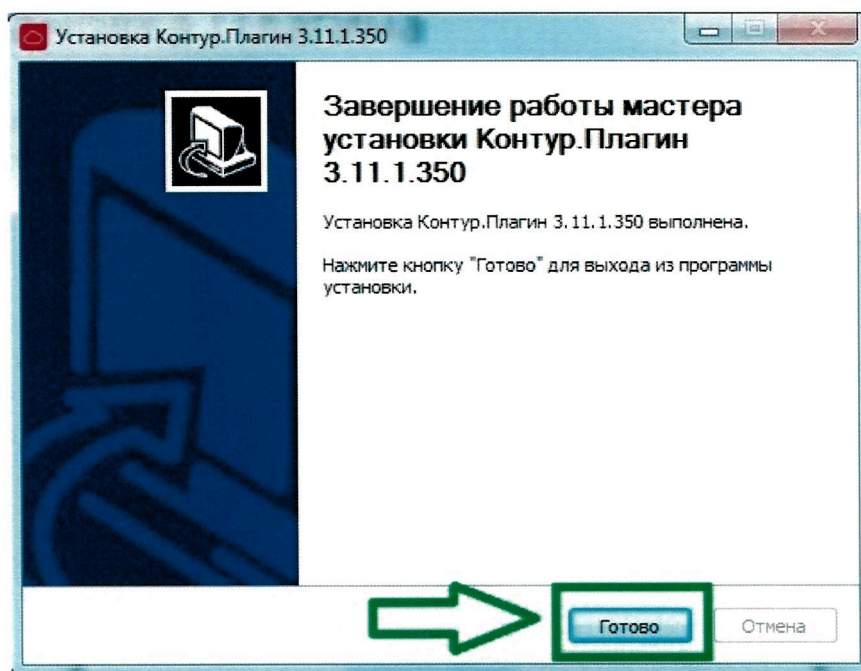 Установка Контур.Плагин 3.11.1.350
Завершение работы мастера
установки Контур.Плагин
3.11.1.350
Установка Контур.Плагин 3.11.1.350 выполнена.
Нажмите кнопку "Готово" для выхода из программы
установки.
Готово
Отмена